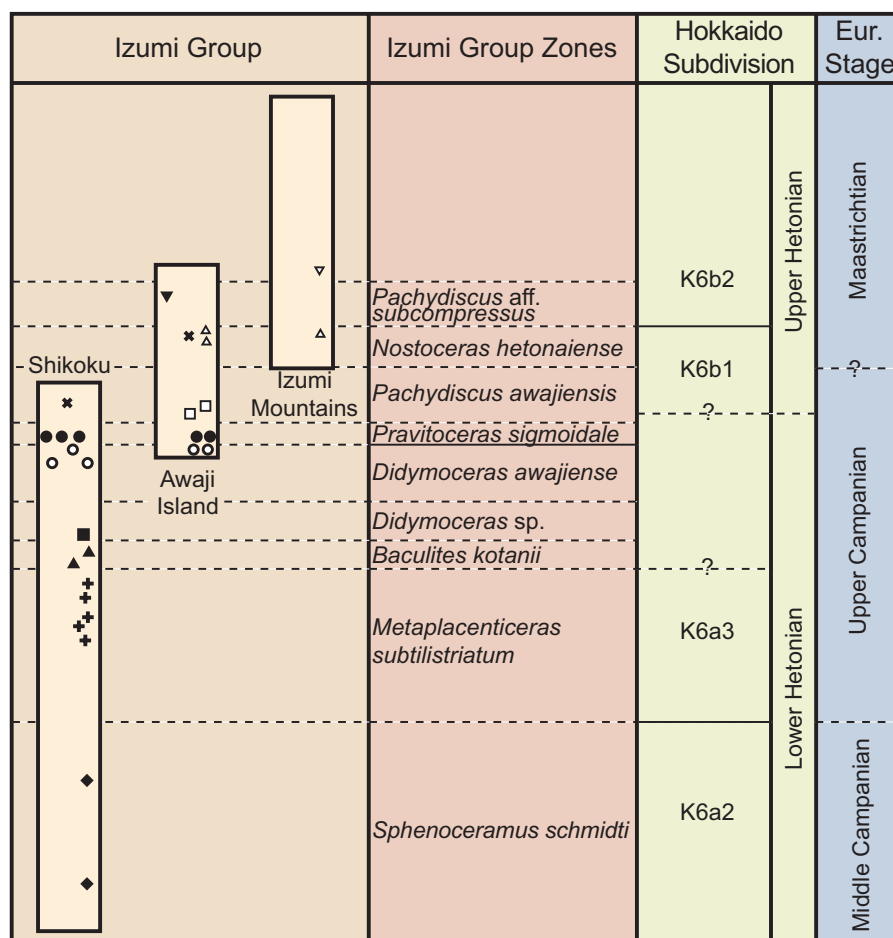 Izumi Group
Izumi Group Zones
Hokkaido
Subdivision
Eur.
Stage
Shikoku
Awaji
Island
Izumi
Mountains
Pachydiscus aff.
subcompressus
Nostoceras hetonaiense
Pachydiscus awajiensis
Pravitoceras sigmoidale
Didymoceras awajiense
Didymoceras sp.
Baculites kotanii
Metaplacenticeras
subtilistriatum
Sphenoceramus schmidti
K6b2
K6b1
?
?
K6a3
K6a2
Upper Hetonian
Lower Hetonian
Maastrichtian
?
Upper Campanian
Middle Campanian